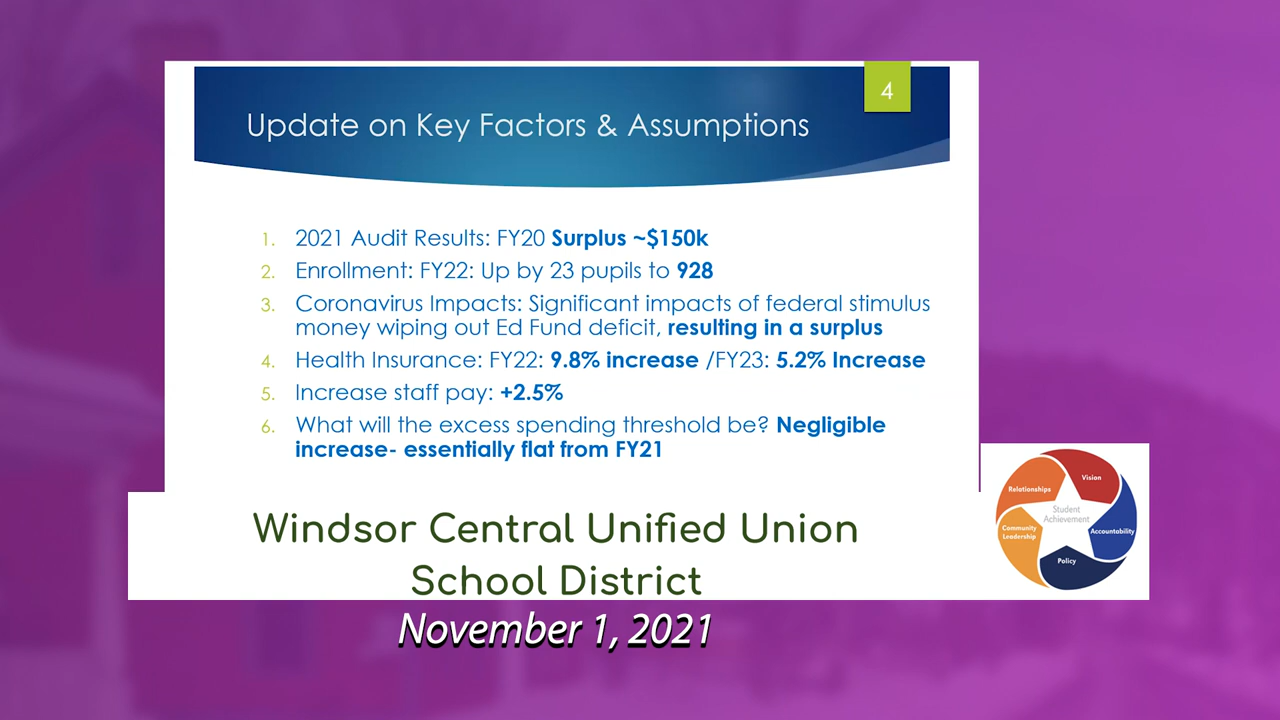 4
Update on Key Factors & Assumptions
1. 2021 Audit Results: FY20 Surplus ~$150k
2. Enrollment: FY22: Up by 23 pupils to 928
3. Coronavirus Impacts: Significant impacts of federal stimulus
money wiping out Ed Fund deficit, resulting in a surplus
4. Health Insurance: FY22: 9.8% increase /FY23: 5.2% Increase
5. Increase staff pay: +2.5%
6. What will the excess spending threshold be? Negligible
increase- essentially flat from FY21
Windsor Central Unified Union
School District
November 1, 2021
Vision
Relationships
Student
Achievement
Community
Leadership
Accountability
Policy